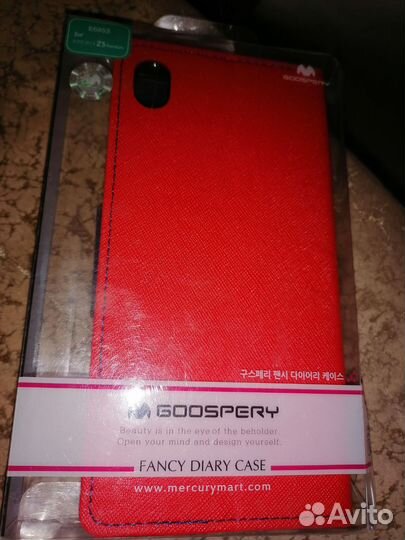 E6853
GOOSPERY
구스페리 팬시 다이어리 케이스
GOOSPERY
Beauty is in the eye of the beholder.
Open your mind and design yourself.
FANCY DIARY CASE
www.mercurymart.com
Avito